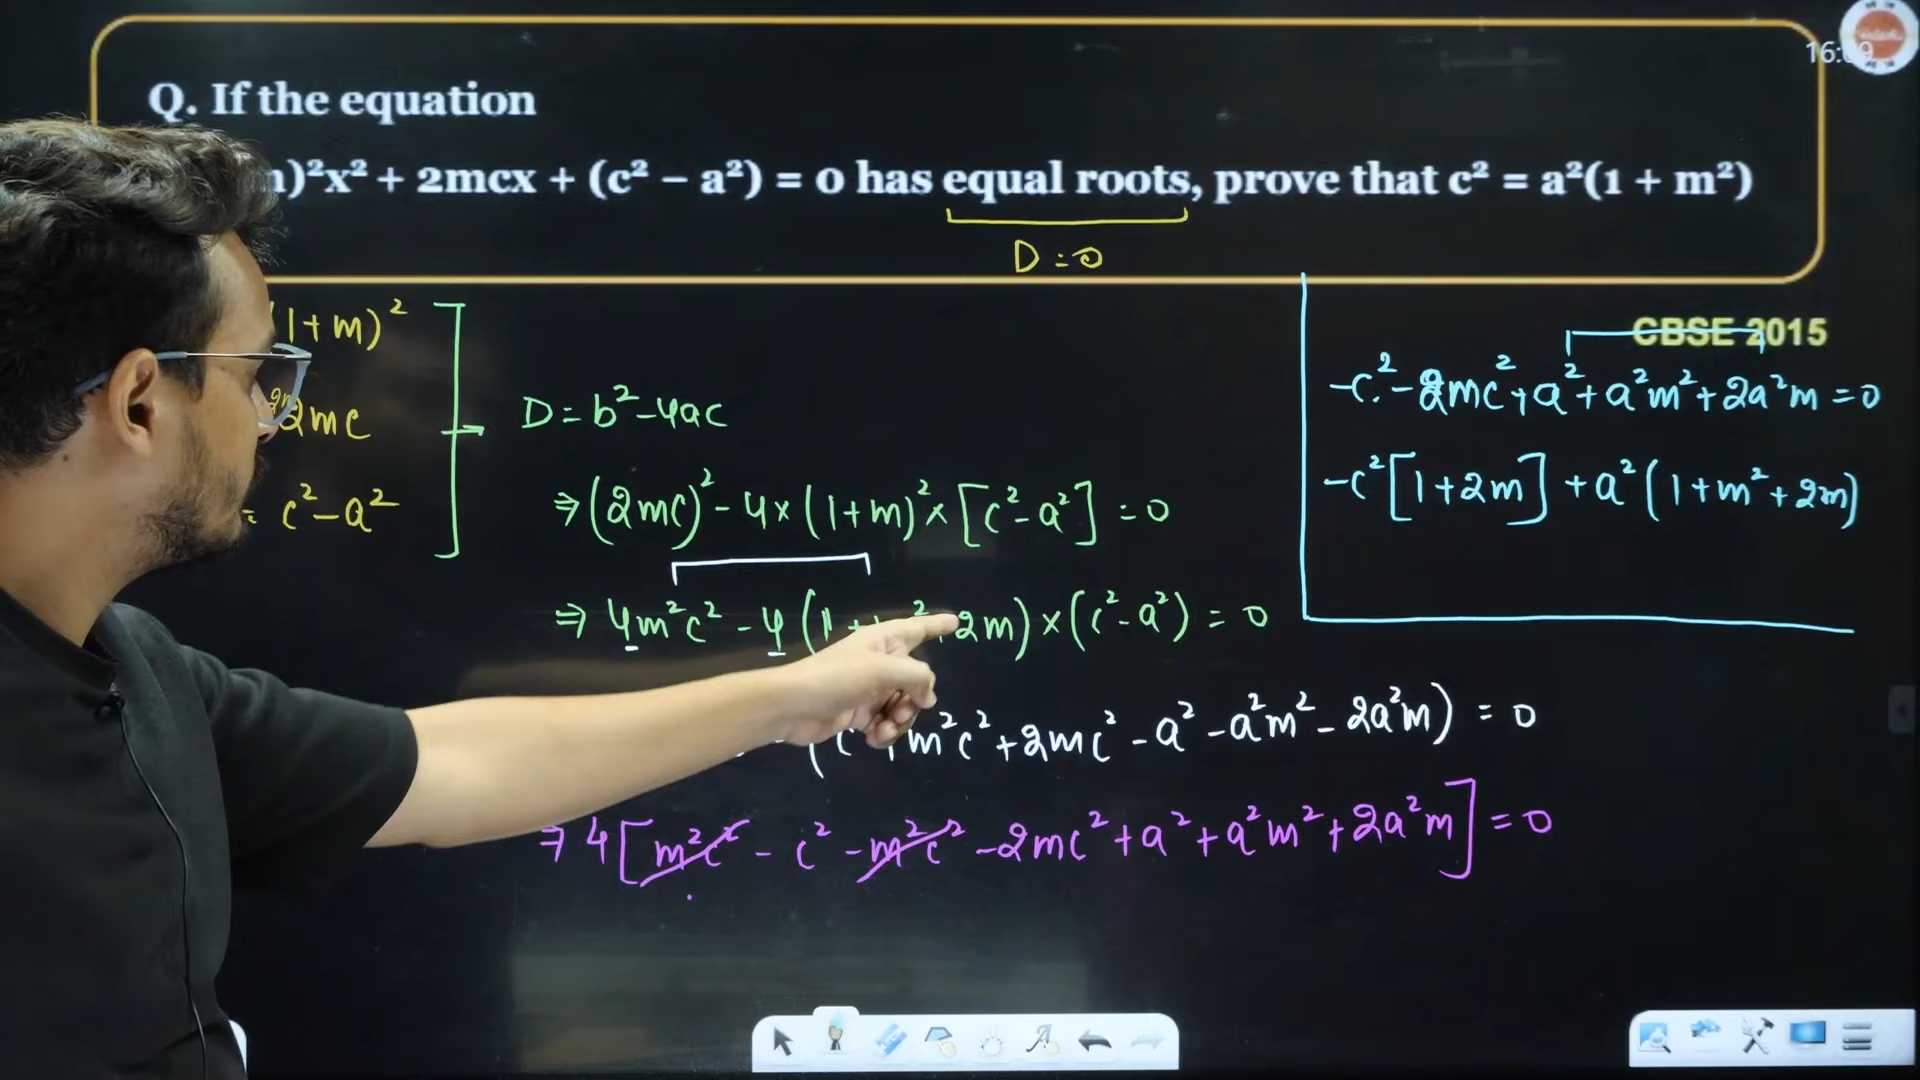 Q. If the equation
)²x² + 2mcx + (c² − a²) = 0 has equal roots, prove that c² = a²(1 + m²)
D = 0
1+m)²
2mc
= c²-a²
D = b²-4ac
⇒ (2mc)² - 4 × (1+m)² × [c²-a²] = 0
⇒ 4m²c² - 4 (1+ ² 2m) × (c²-a²) = 0
m²c² + 2mc² - a² - a²m² - 2a²m) = 0
⇒ 4 [m²c² - c² - m²c² - 2mc² + a² + a²m² + 2a²m] = 0
CBSE 2015
-c² - 2mc² + a² + a²m² + 2a²m = 0
-c² [1+2m] + a² (1+m²+2m)